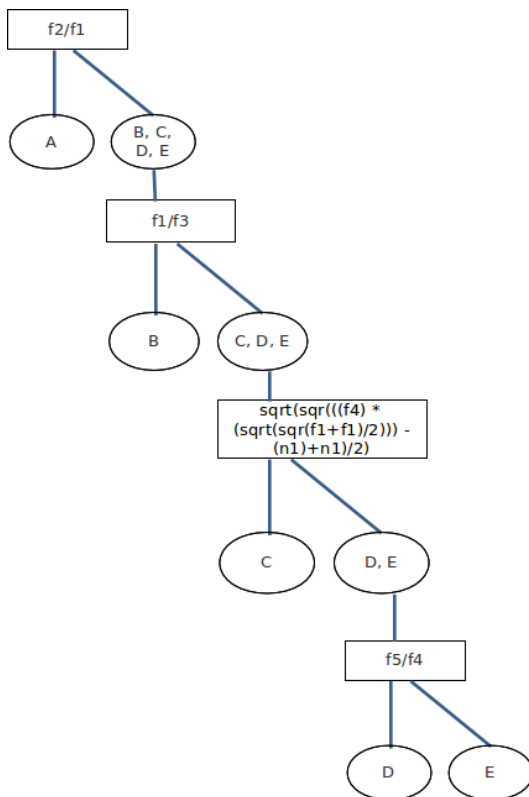 f2/f1
A
B, C,
D, E
f1/f3
B
C, D, E
sqrt(sqr(((f4) *
(sqrt(sqr(f1+f1)/2))) -
(n1)+n1)/2)
C
D, E
f5/f4
D
E